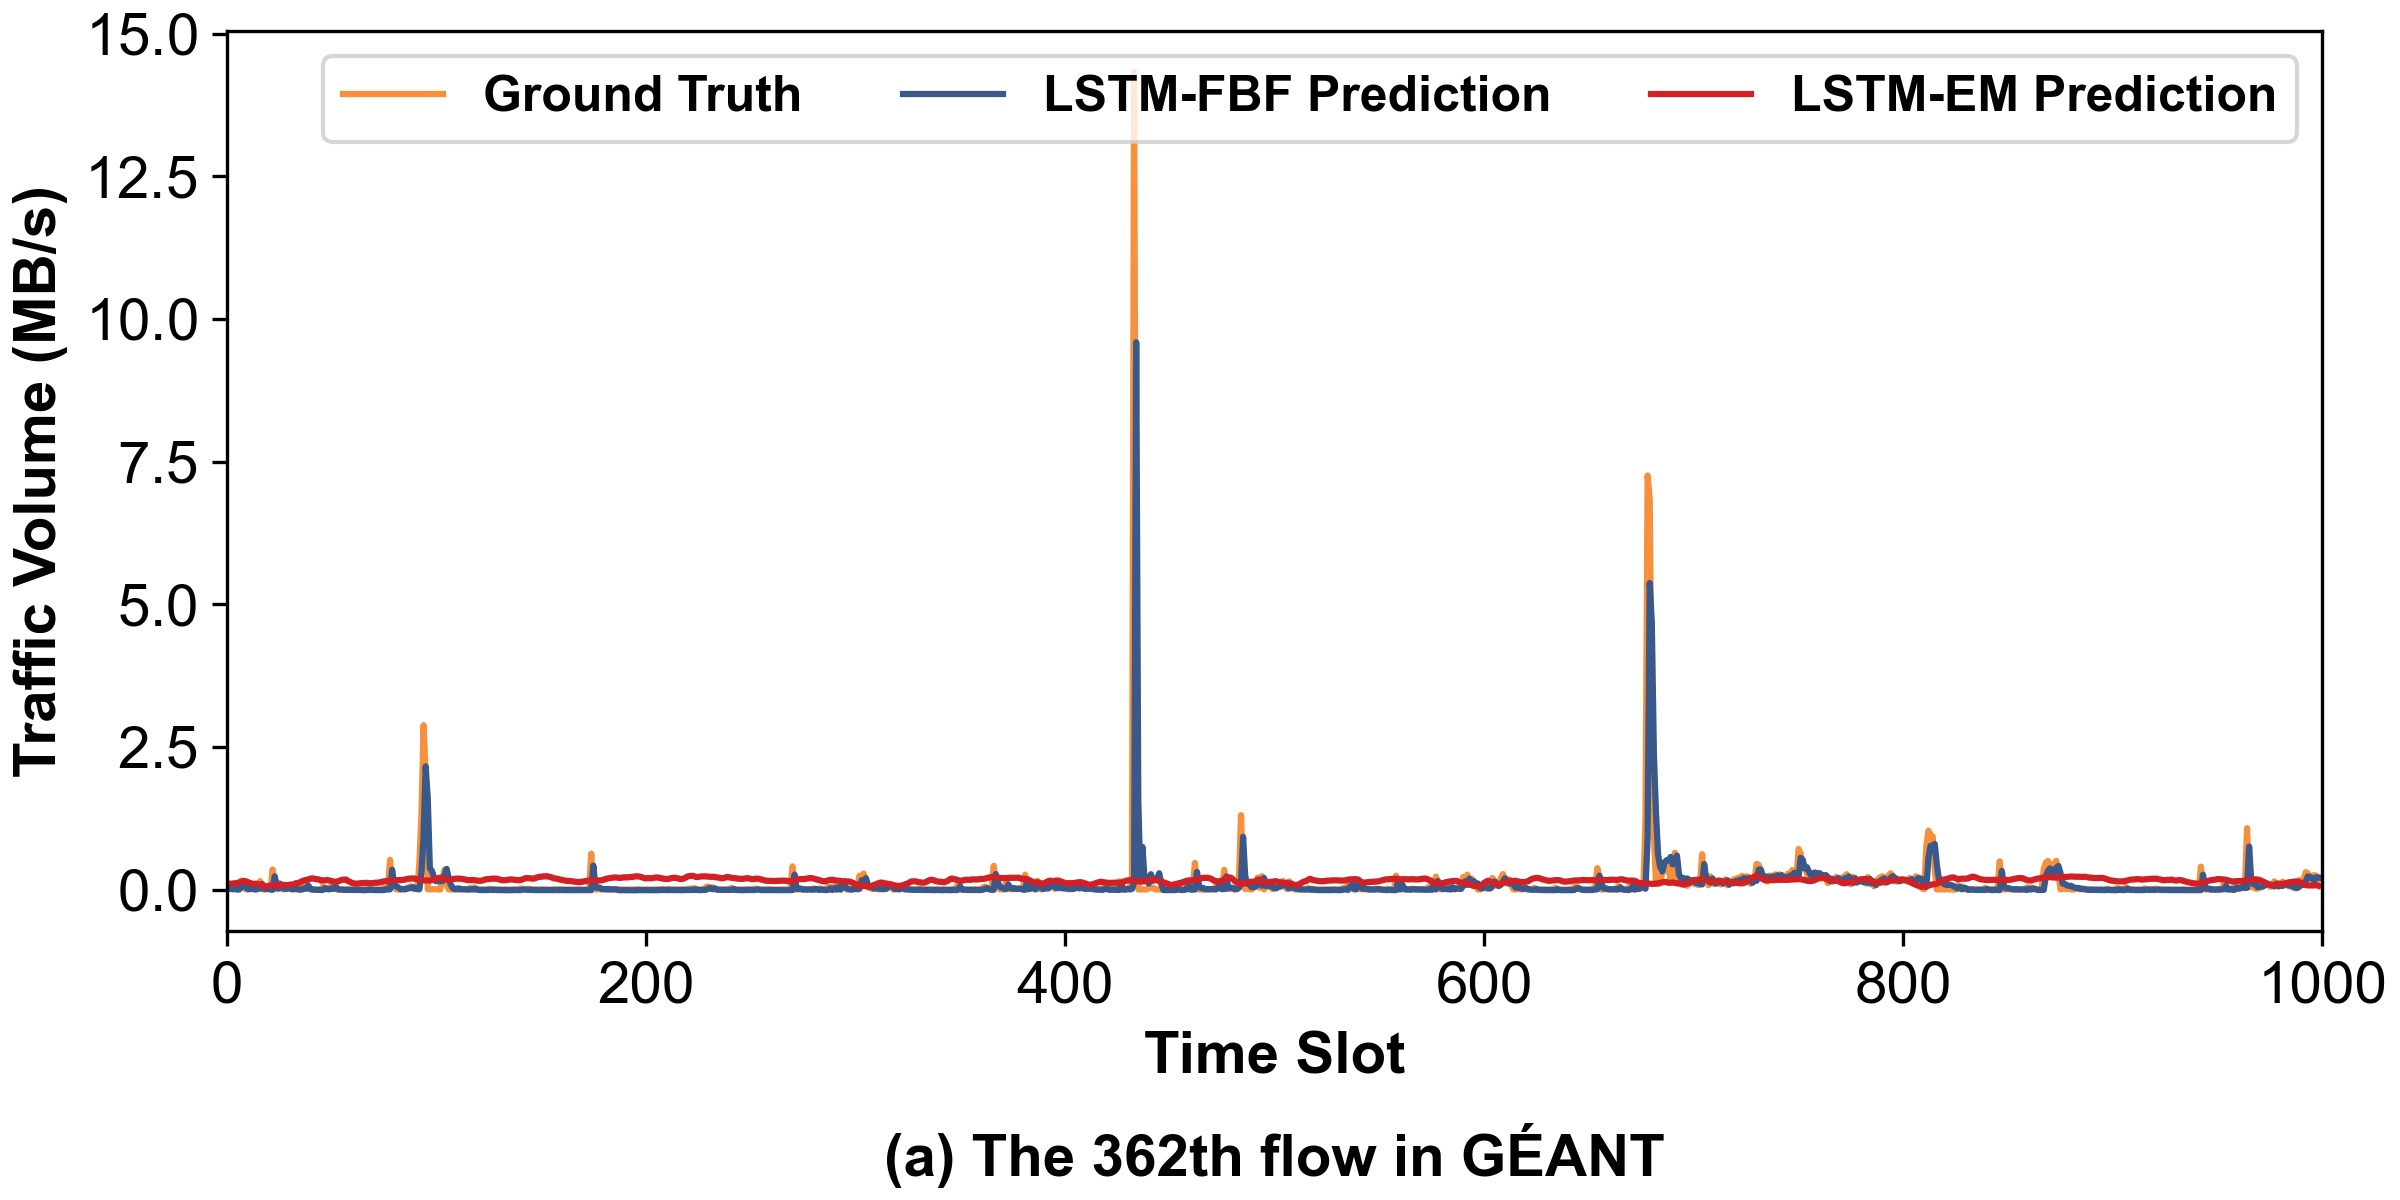 15.0
12.5
10.0
7.5
5.0
2.5
0.0
Traffic Volume (MB/s)
Ground Truth LSTM-FBF Prediction LSTM-EM Prediction
0 200 400 600 800 1000
Time Slot
(a) The 362th flow in GÉANT